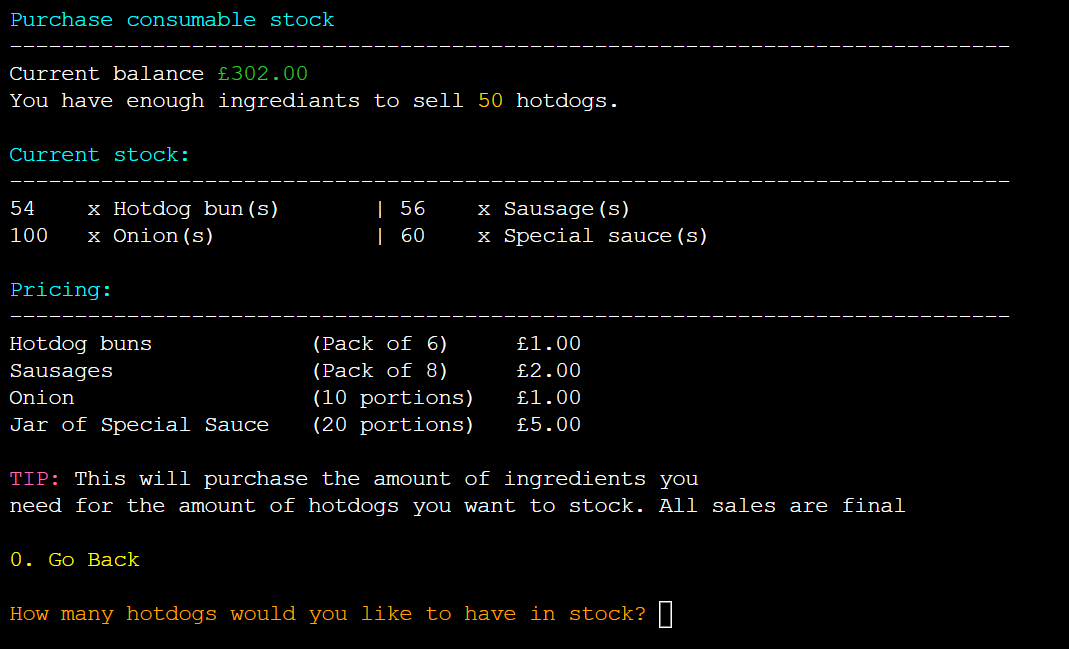 Purchase consumable stock
-----------------------------------------------------------------------------
Current balance £302.00
You have enough ingrediants to sell 50 hotdogs.
Current stock:
-----------------------------------------------------------------------------
54    x Hotdog bun(s)       | 56    x Sausage(s)
100   x Onion(s)            | 60    x Special sauce(s)
Pricing:
-----------------------------------------------------------------------------
Hotdog buns            (Pack of 6)     £1.00
Sausages               (Pack of 8)     £2.00
Onion                  (10 portions)   £1.00
Jar of Special Sauce   (20 portions)   £5.00
TIP: This will purchase the amount of ingredients you
need for the amount of hotdogs you want to stock. All sales are final
0. Go Back
How many hotdogs would you like to have in stock?